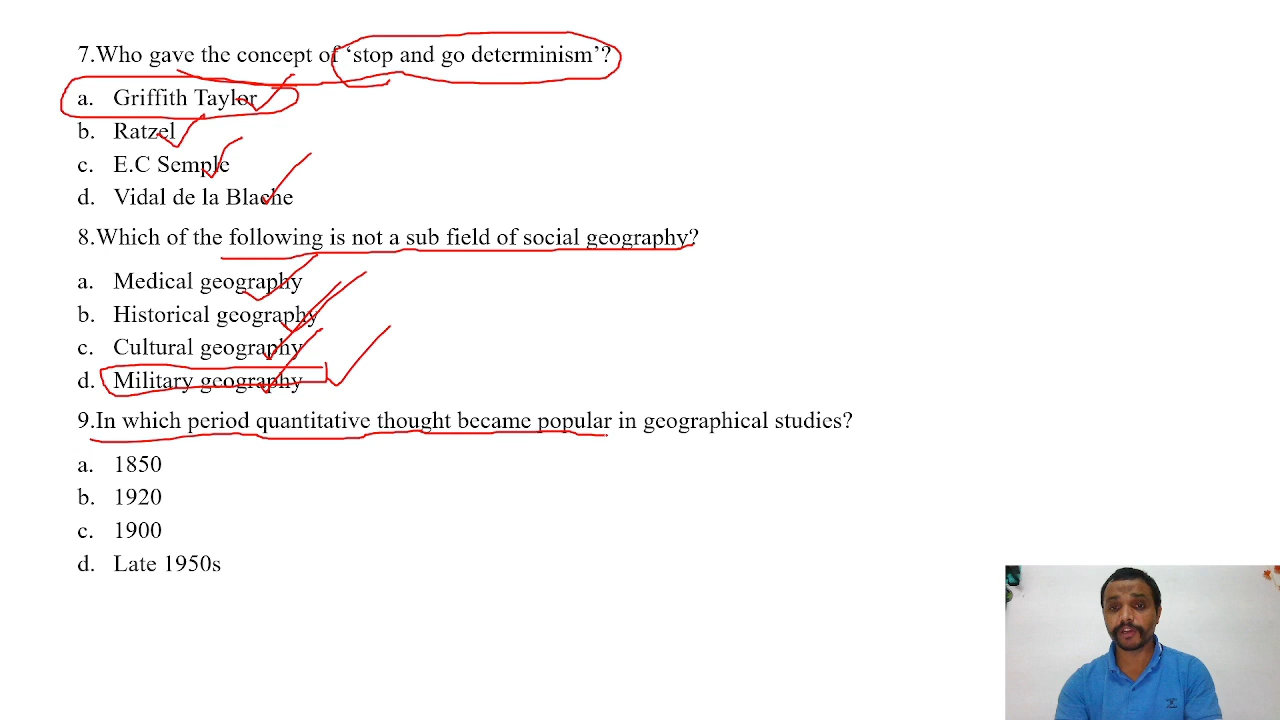 7.Who gave the concept of ‘stop and go determinism’?
a. Griffith Taylor
b. Ratzel
c. E.C Semple
d. Vidal de la Blache
8.Which of the following is not a sub field of social geography?
a. Medical geography
b. Historical geography
c. Cultural geography
d. Military geography
9.In which period quantitative thought became popular in geographical studies?
a. 1850
b. 1920
c. 1900
d. Late 1950s